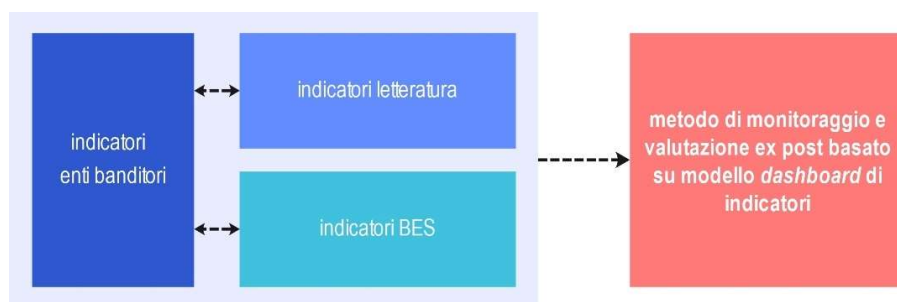 indicatori
enti banditori
indicatori letteratura
indicatori BES
metodo di monitoraggio e
valutazione ex post basato
su modello dashboard di
indicatori